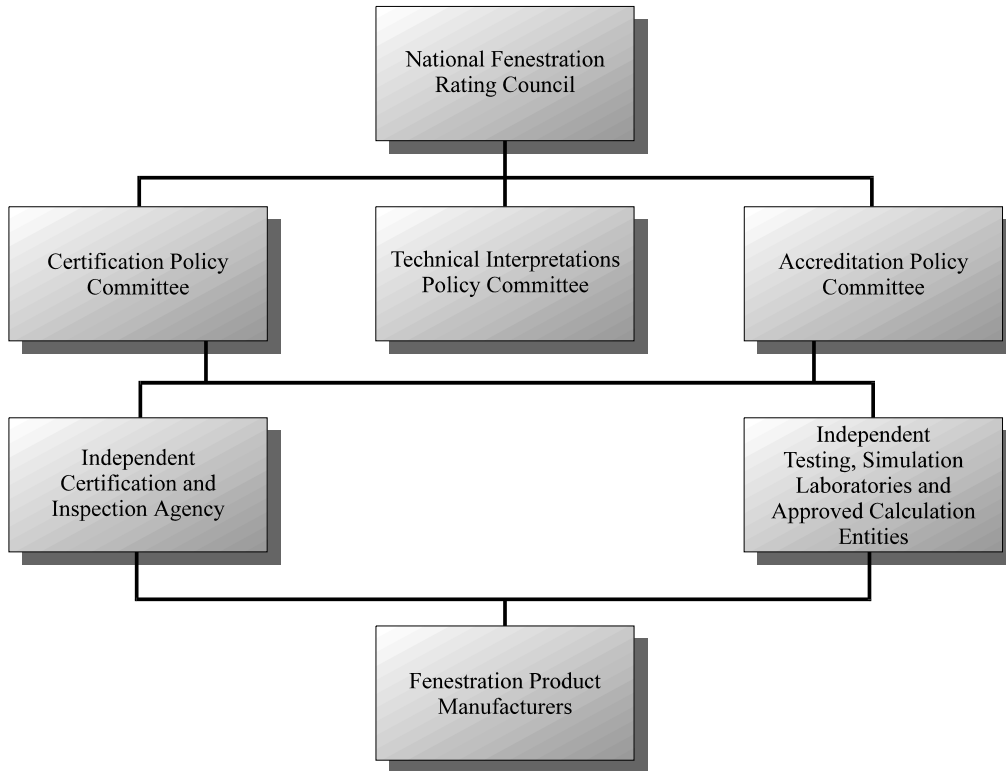 National Fenestration
Rating Council
Certification Policy
Committee
Technical Interpretations
Policy Committee
Accreditation Policy
Committee
Independent
Certification and
Inspection Agency
Independent
Testing, Simulation
Laboratories and
Approved Calculation
Entities
Fenestration Product
Manufacturers